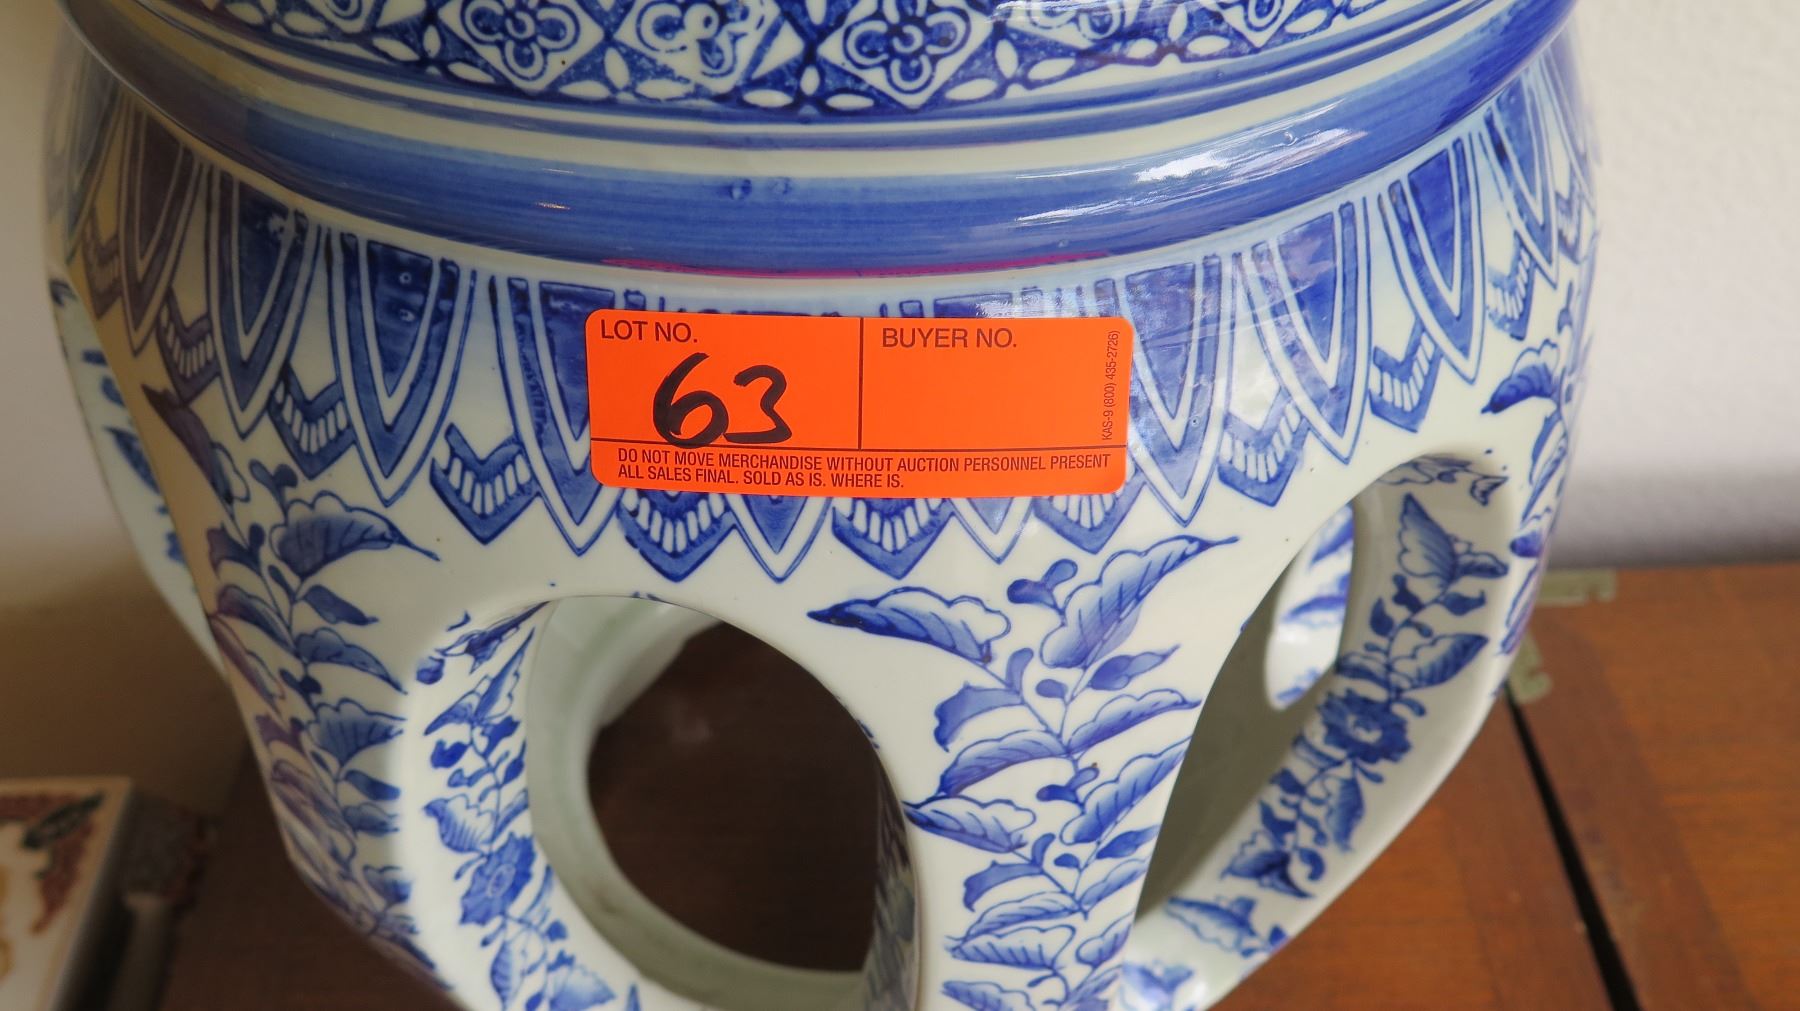 LOT NO.
63
BUYER NO.
KAS-9 (800) 435-2726)
DO NOT MOVE MERCHANDISE WITHOUT AUCTION PERSONNEL PRESENT
ALL SALES FINAL. SOLD AS IS. WHERE IS.